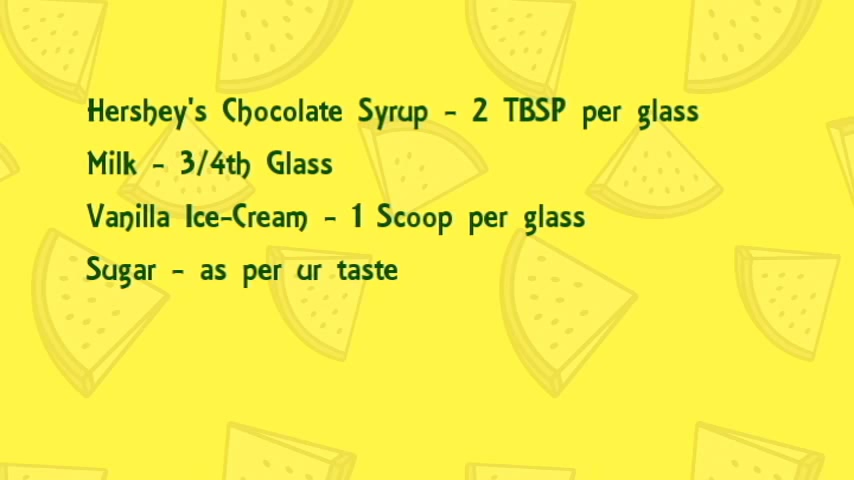 Hershey's Chocolate Syrup - 2 TBSP per glass
Milk - 3/4th Glass
Vanilla Ice-Cream - 1 Scoop per glass
Sugar - as per ur taste